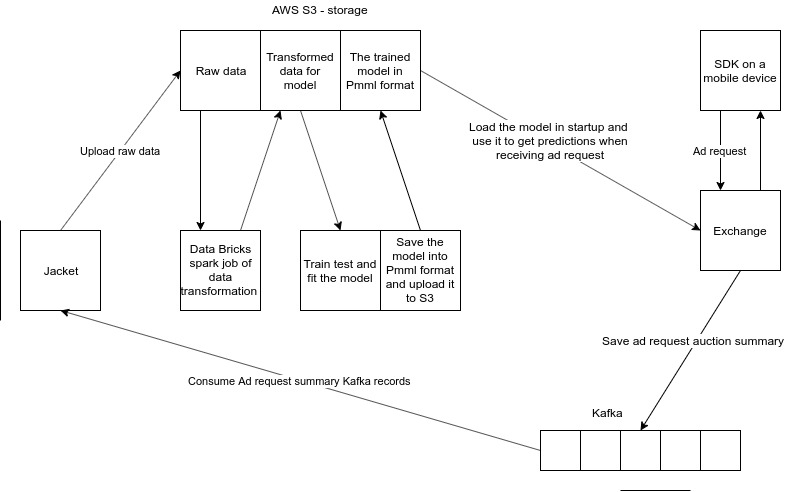 AWS S3 - storage
Raw data
Transformed
data for
model
The trained
model in
Pmml format
SDK on a
mobile device
Upload raw data
Load the model in startup and
use it to get predictions when
receiving ad request
Ad request
Exchange
Jacket
Data Bricks
spark job of
data
transformation
Train test and
fit the model
Save the
model into
Pmml format
and upload it
to S3
Save ad request auction summary
Consume Ad request summary Kafka records
Kafka